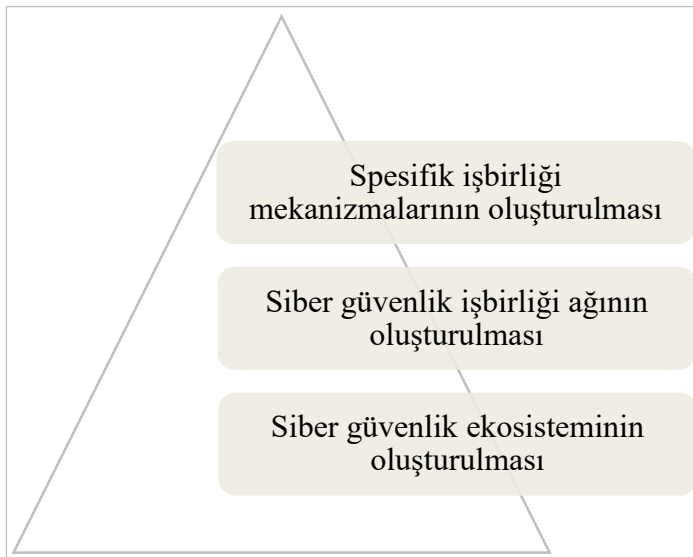 Spesifik işbirliği
mekanizmalarının oluşturulması
Siber güvenlik işbirliği ağının
oluşturulması
Siber güvenlik ekosisteminin
oluşturulması